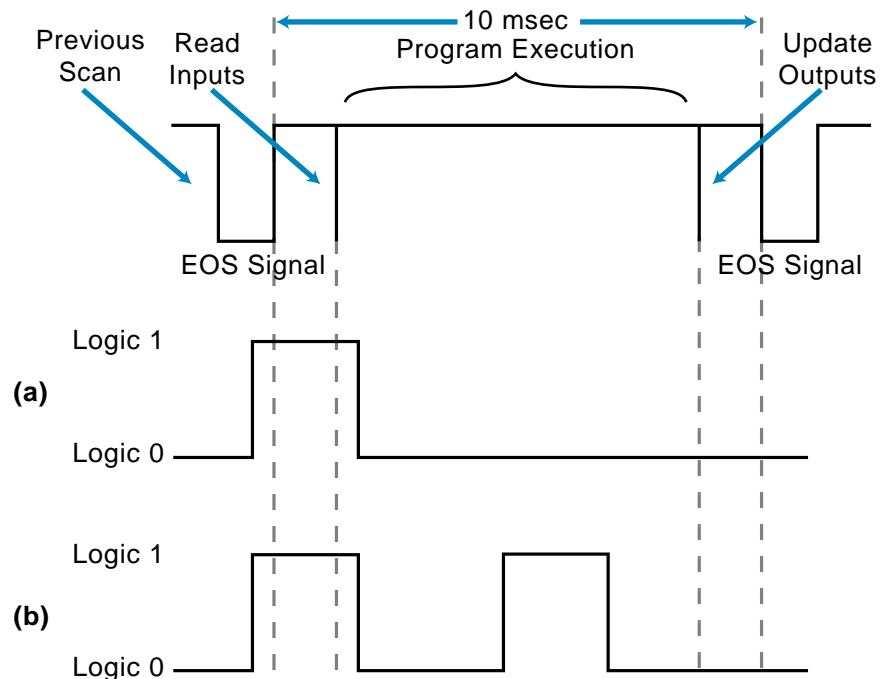 10 msec
Previous
Scan
Read
Inputs
Program Execution
Update
Outputs
EOS Signal
EOS Signal
Logic 1
(a)
Logic 0
Logic 1
(b)
Logic 0